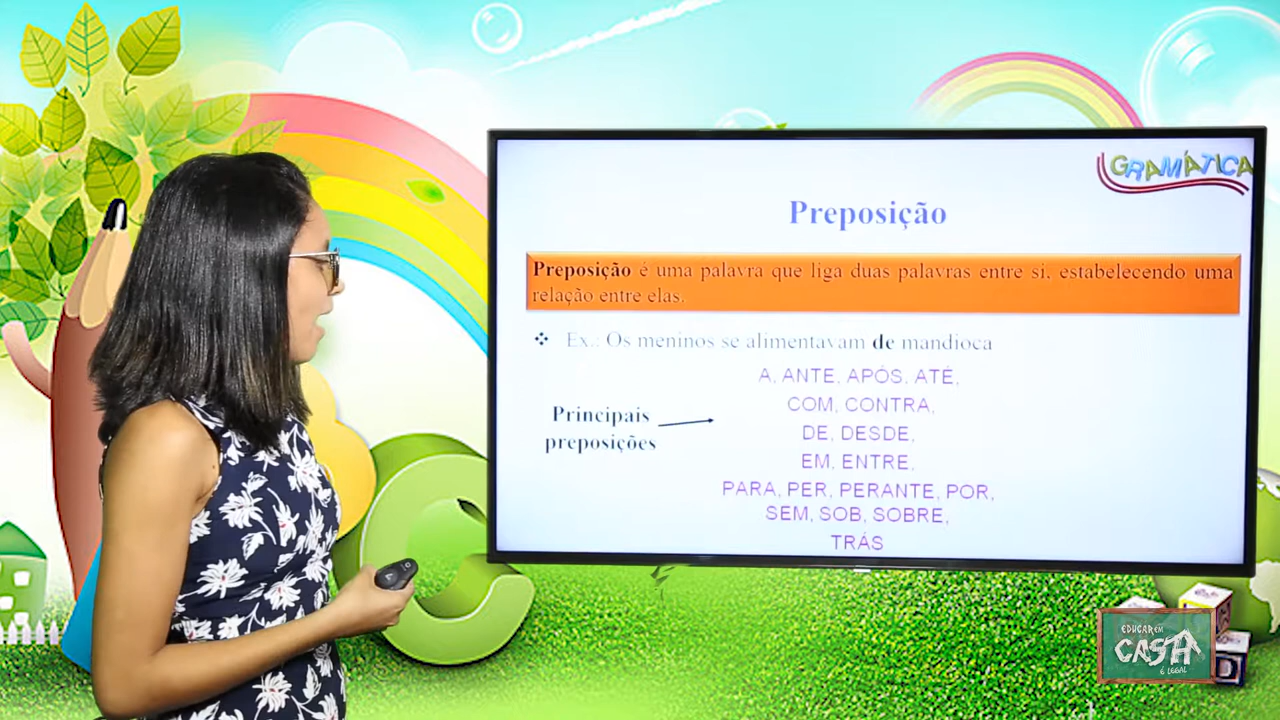 GRAMÁTICA
Preposição
Preposição é uma palavra que liga duas palavras entre si, estabelecendo uma
relação entre elas.
Ex.: Os meninos se alimentavam de mandioca
A, ANTE, APÓS, ATÉ,
COM, CONTRA,
Principais
preposições
DE, DESDE,
EM, ENTRE,
PARA, PER, PERANTE, POR,
SEM, SOB, SOBRE,
TRÁS
EDUCAR EM
CASA
É LEGAL